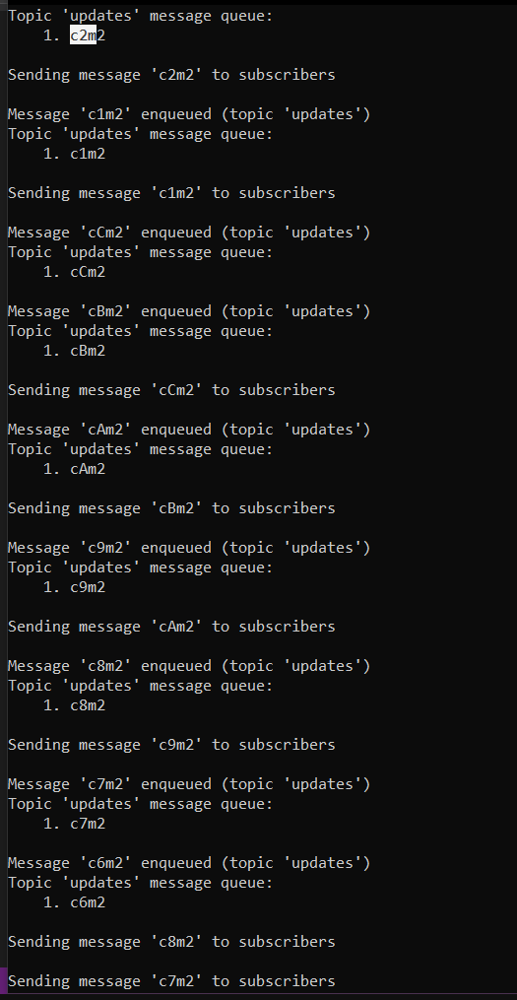 Topic 'updates' message queue:
    1. c2m2
Sending message 'c2m2' to subscribers
Message 'c1m2' enqueued (topic 'updates')
Topic 'updates' message queue:
    1. c1m2
Sending message 'c1m2' to subscribers
Message 'cCm2' enqueued (topic 'updates')
Topic 'updates' message queue:
    1. cCm2
Message 'cBm2' enqueued (topic 'updates')
Topic 'updates' message queue:
    1. cBm2
Sending message 'cCm2' to subscribers
Message 'cAm2' enqueued (topic 'updates')
Topic 'updates' message queue:
    1. cAm2
Sending message 'cBm2' to subscribers
Message 'c9m2' enqueued (topic 'updates')
Topic 'updates' message queue:
    1. c9m2
Sending message 'cAm2' to subscribers
Message 'c8m2' enqueued (topic 'updates')
Topic 'updates' message queue:
    1. c8m2
Sending message 'c9m2' to subscribers
Message 'c7m2' enqueued (topic 'updates')
Topic 'updates' message queue:
    1. c7m2
Message 'c6m2' enqueued (topic 'updates')
Topic 'updates' message queue:
    1. c6m2
Sending message 'c8m2' to subscribers
Sending message 'c7m2' to subscribers